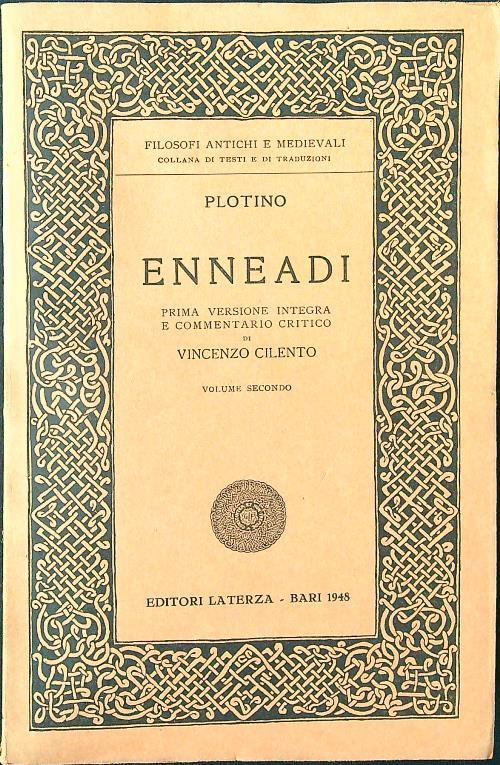 FILOSOFI ANTICHI E MEDIEVALI
COLLANA DI TESTI E DI TRADUZIONI
PLOTINO
ENNEADI
PRIMA VERSIONE INTEGRA
E COMMENTARIO CRITICO
DI
VINCENZO CILENTO
VOLUME SECONDO
EDITORI LATERZA - BARI 1948